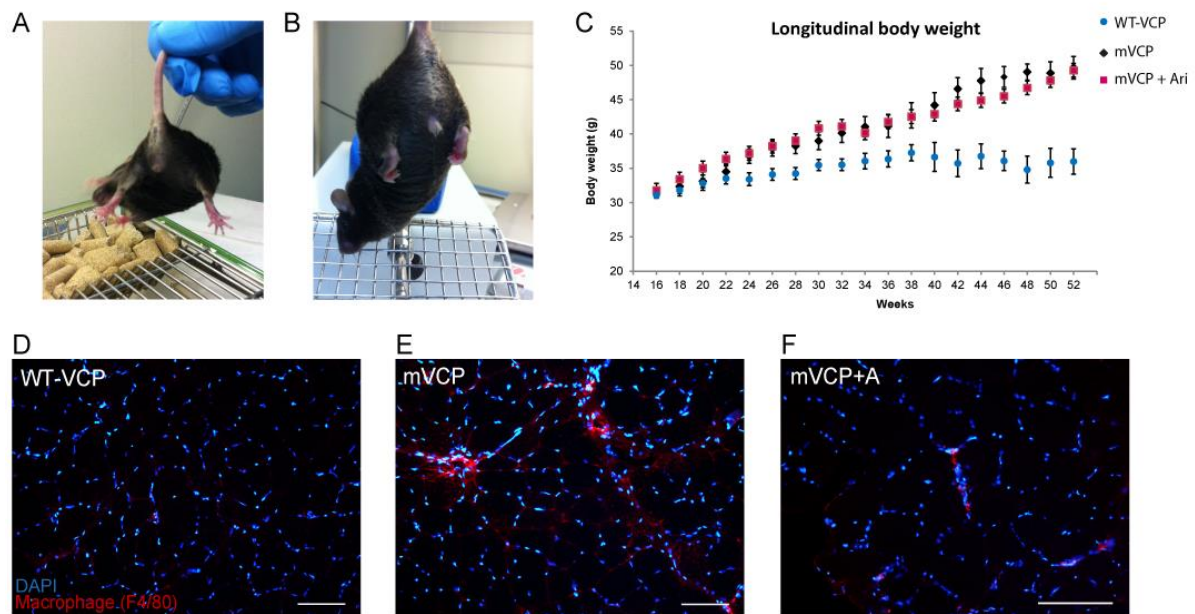 A
B
C
Longitudinal body weight
WT-VCP
mVCP
mVCP + Ari
Body weight (g)
55
50
45
40
35
30
25
20
14 16 18 20 22 24 26 28 30 32 34 36 38 40 42 44 46 48 50 52
Weeks
D
WT-VCP
DAPI
Macrophage (F4/80)
E
mVCP
F
mVCP+A